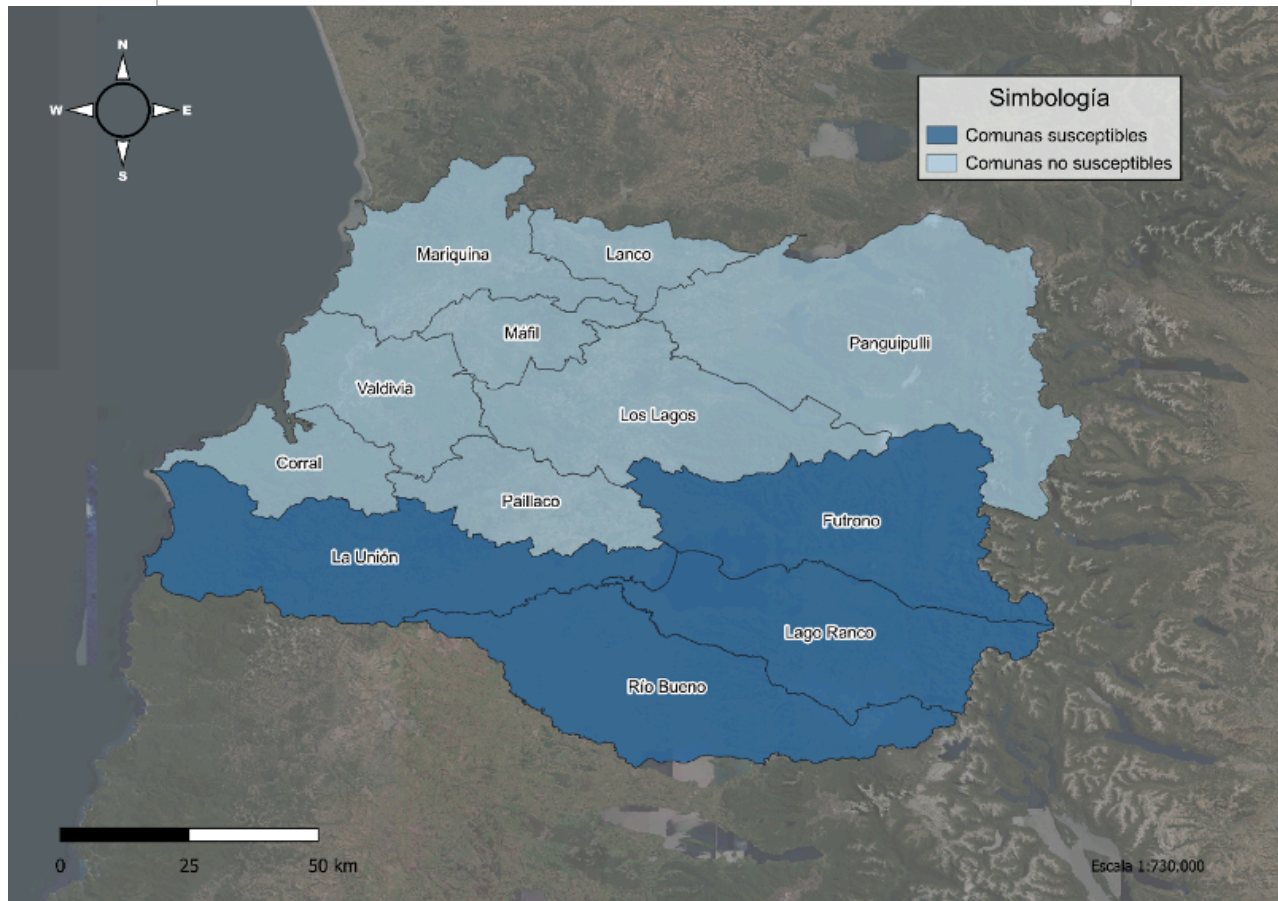 N
W E
S
Simbología
Comunas susceptibles
Comunas no susceptibles
Mariquina
Lanco
Máfil
Panguipulli
Valdivia
Los Lagos
Corral
Paillaco
Futrono
La Unión
Lago Ranco
Río Bueno
0 25 50 km
Escala 1:730.000